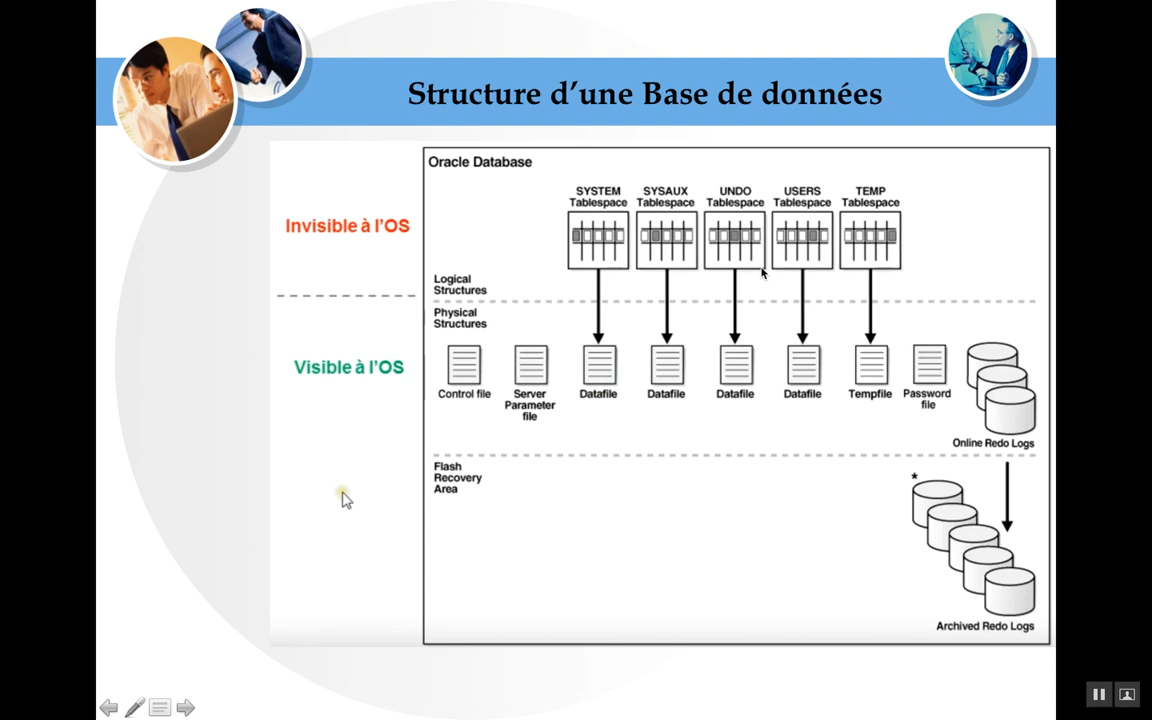 Structure d’une Base de données
Oracle Database
Invisible à l’OS
SYSTEM
Tablespace
SYSAUX
Tablespace
UNDO
Tablespace
USERS
Tablespace
TEMP
Tablespace
Logical
Structures
Physical
Structures
Visible à l’OS
Control file
Server
Parameter
file
Datafile
Datafile
Datafile
Datafile
Tempfile
Password
file
Online Redo Logs
Flash
Recovery
Area
*
Archived Redo Logs